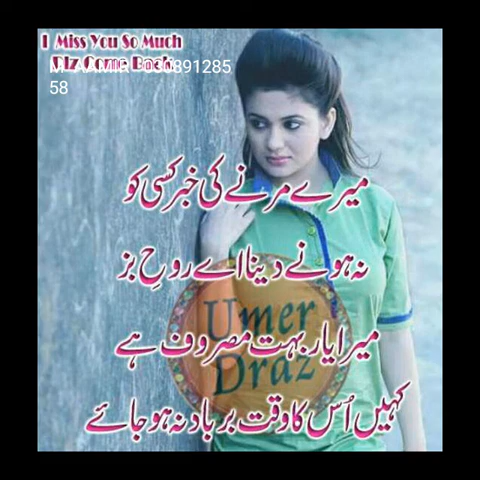 I Miss You So Much
Plz Come Back
58
میرے مرنے کی خبر کسی کو
نہ ہونے دینا اے روحِ بز
میرا یار بہت مصروف ہے
کہیں اُس کا وقت برباد نہ ہو جائے
Umer
Draz